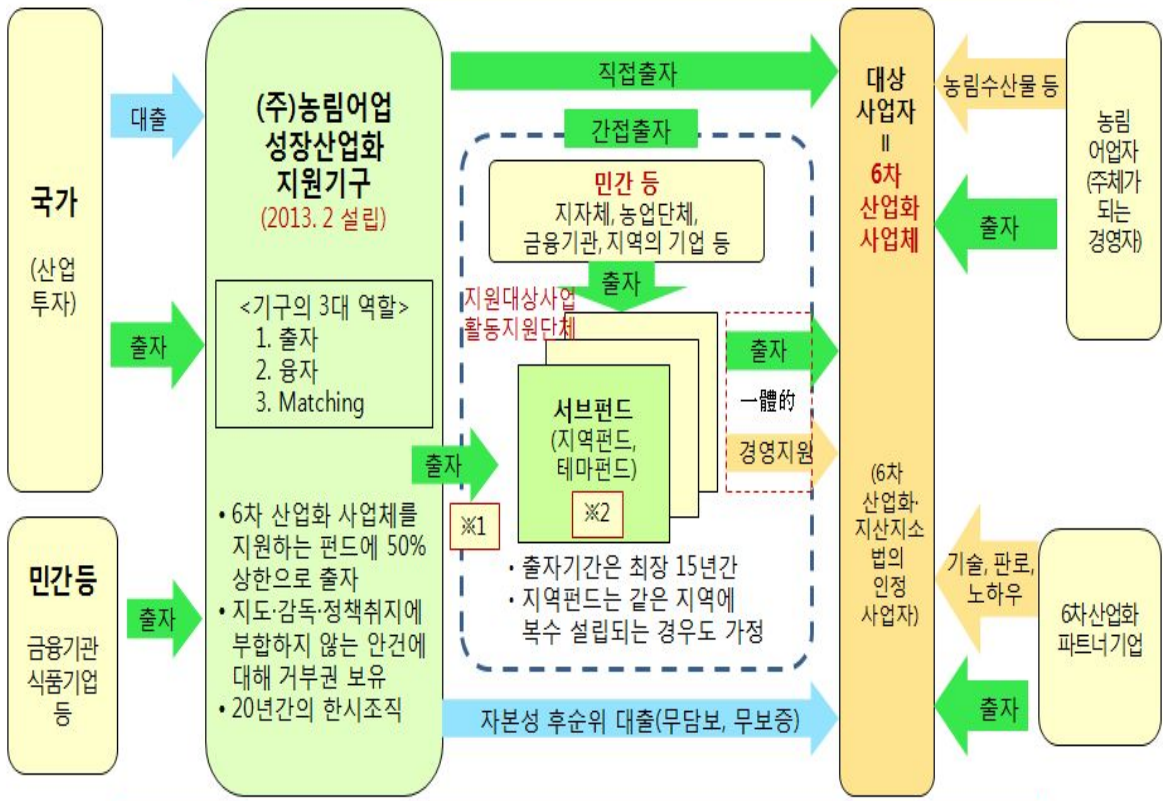 국가
(산업
투자)
민간 등
금융기관
식품기업
등
대출
출자
출자
(주)농림어업
성장산업화
지원기구
(2013. 2 설립)
<기구의 3대 역할>
1. 출자
2. 융자
3. Matching
• 6차 산업화 사업체를
지원하는 펀드에 50%
상한으로 출자
• 지도·감독·정책취지에
부합하지 않는 안건에
대해 거부권 보유
• 20년간의 한시조직
직접출자
간접출자
민간 등
지자체, 농업단체,
금융기관, 지역의 기업 등
출자
지원대상사업
활동지원단체
서브펀드
(지역펀드,
테마펀드)
※2
출자
※1
출자
一體的
경영지원
• 출자기간은 최장 15년간
• 지역펀드는 같은 지역에
복수 설립되는 경우도 가정
자본성 후순위 대출(무담보, 무보증)
대상
사업자
=
6차
산업화
사업체
(6차
산업화·
지산지소
법의
인정
사업자)
농림수산물 등
출자
기술, 판로,
노하우
출자
농림
어업자
(주체가
되는
경영자)
6차산업화
파트너기업